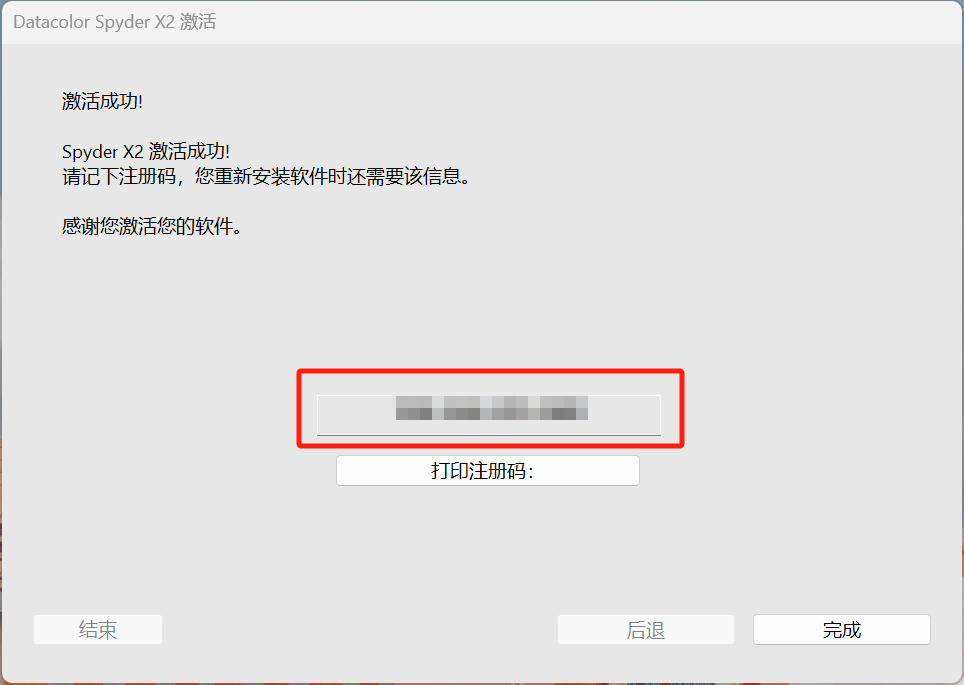 Datacolor Spyder X2 激活
激活成功!
Spyder X2 激活成功!
请记下注册码，您重新安装软件时还需要该信息。
感谢您激活您的软件。
打印注册码:
结束
后退
完成